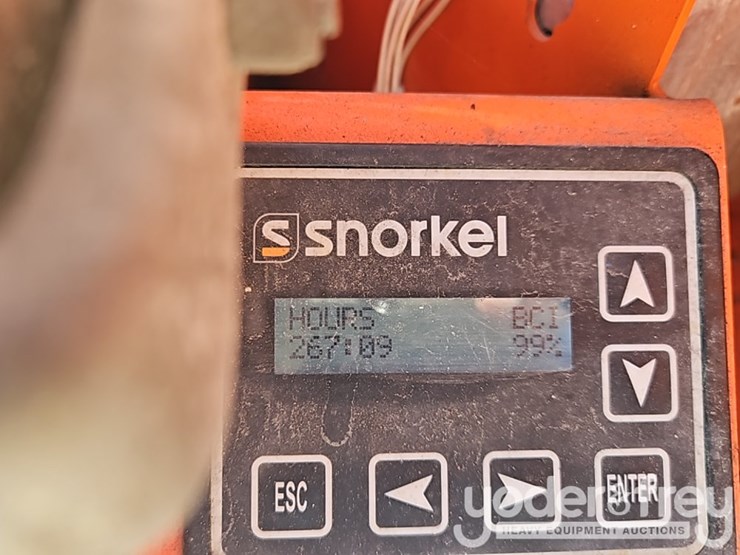 snorkel
HOURS BCI
267:09 99%
ESC
ENTER
yoder & frey
HEAVY EQUIPMENT AUCTIONS